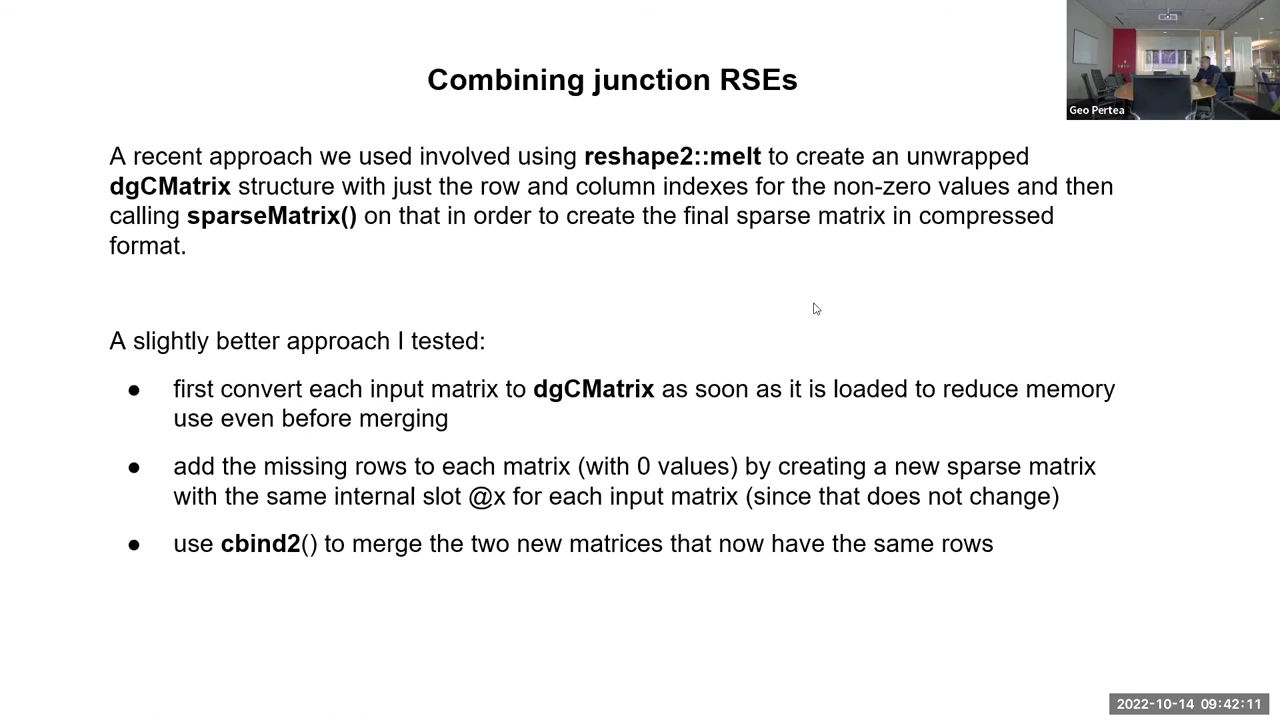 Combining junction RSEs
Geo Pertea
A recent approach we used involved using reshape2::melt to create an unwrapped
dgCMatrix structure with just the row and column indexes for the non-zero values and then
calling sparseMatrix() on that in order to create the final sparse matrix in compressed
format.
A slightly better approach I tested:
● first convert each input matrix to dgCMatrix as soon as it is loaded to reduce memory
use even before merging
● add the missing rows to each matrix (with 0 values) by creating a new sparse matrix
with the same internal slot @x for each input matrix (since that does not change)
● use cbind2() to merge the two new matrices that now have the same rows
2022-10-14 09:42:11